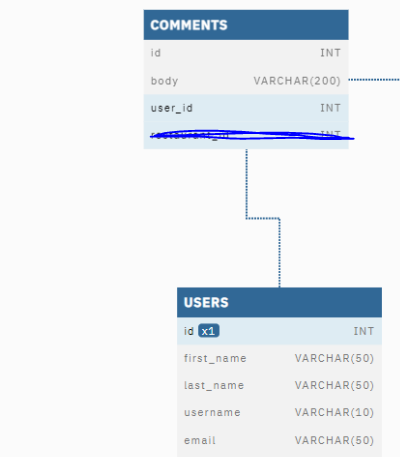 COMMENTS
id INT
body VARCHAR(200)
user_id INT
INT
USERS
id x1 INT
first_name VARCHAR(50)
last_name VARCHAR(50)
username VARCHAR(10)
email VARCHAR(50)